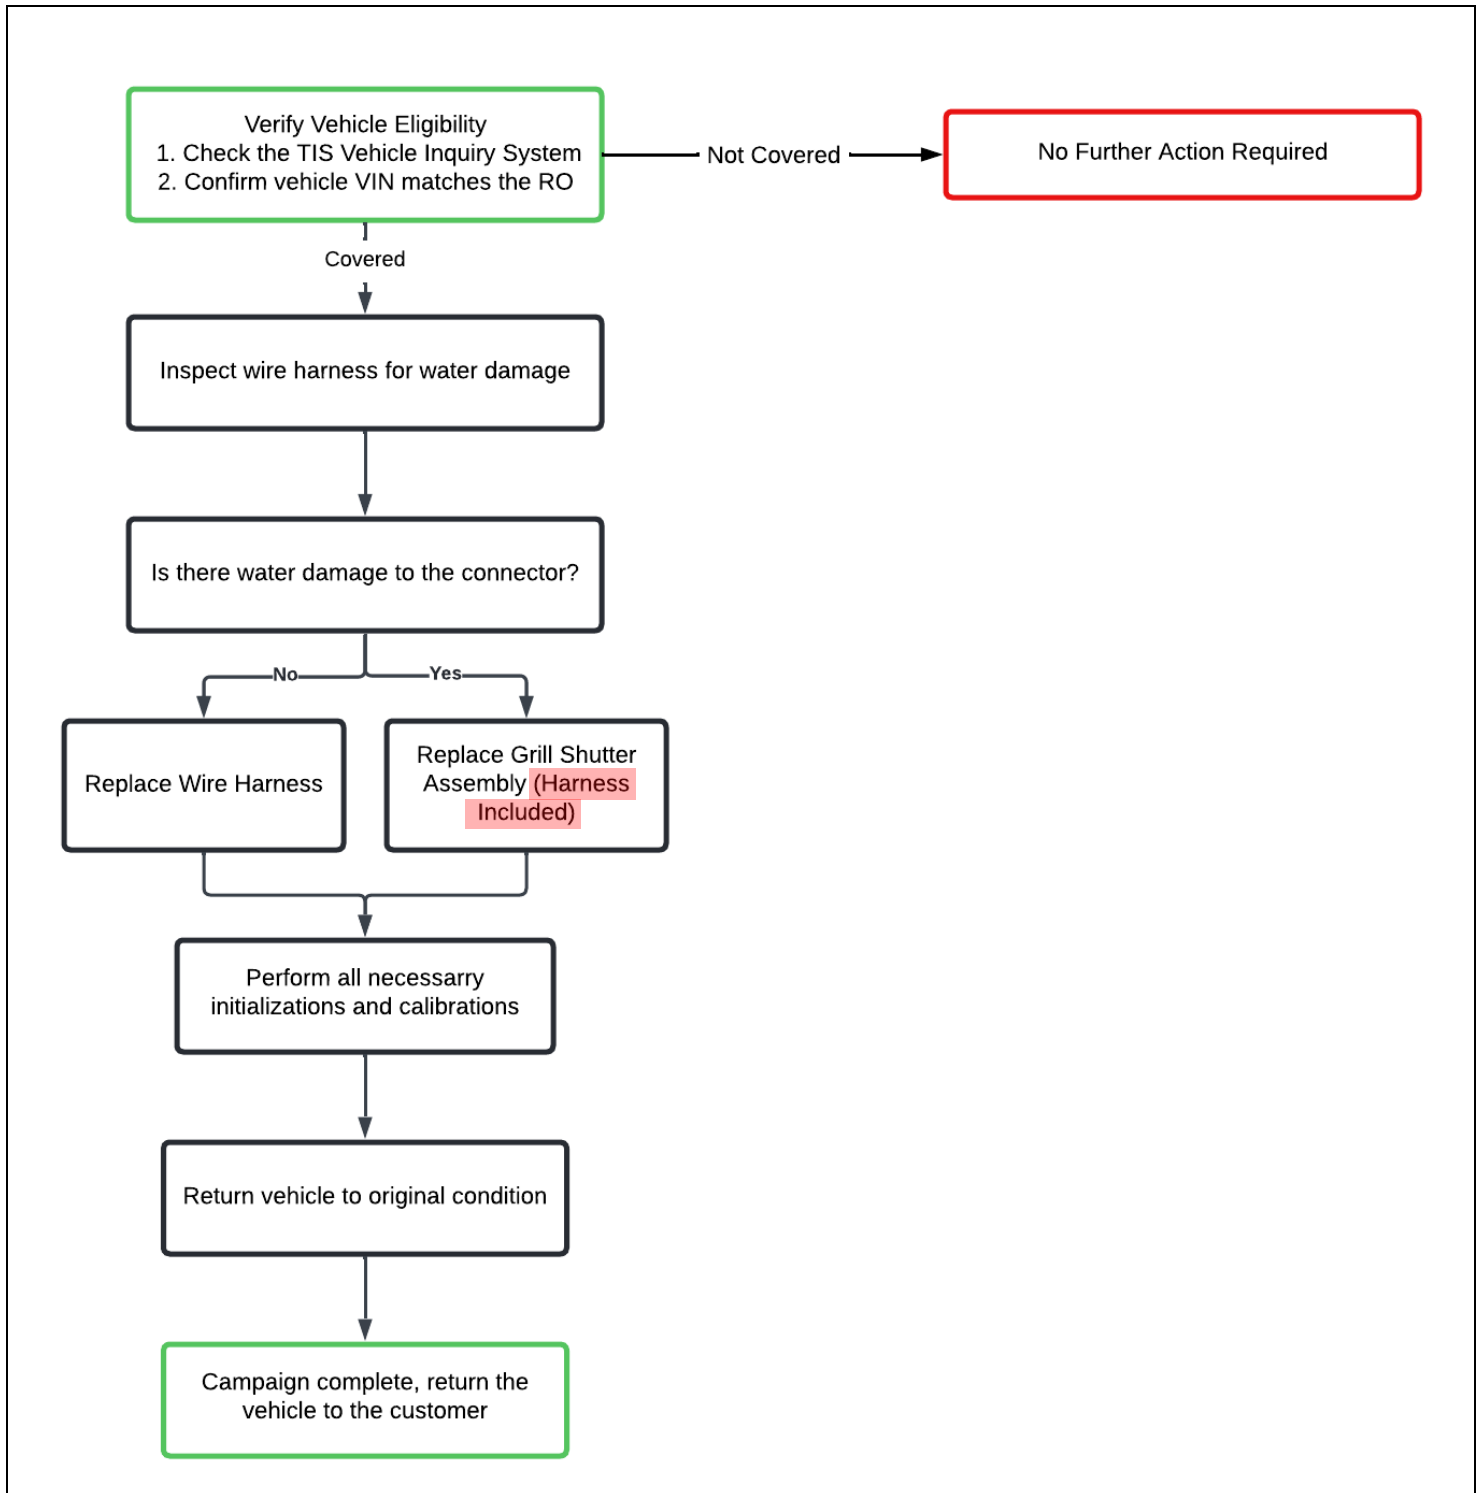 Verify Vehicle Eligibility
1. Check the TIS Vehicle Inquiry System
2. Confirm vehicle VIN matches the RO
Not Covered
No Further Action Required
Covered
Inspect wire harness for water damage
Is there water damage to the connector?
No
Yes
Replace Wire Harness
Replace Grill Shutter
Assembly (Harness
Included)
Perform all necessarry
initializations and calibrations
Return vehicle to original condition
Campaign complete, return the
vehicle to the customer